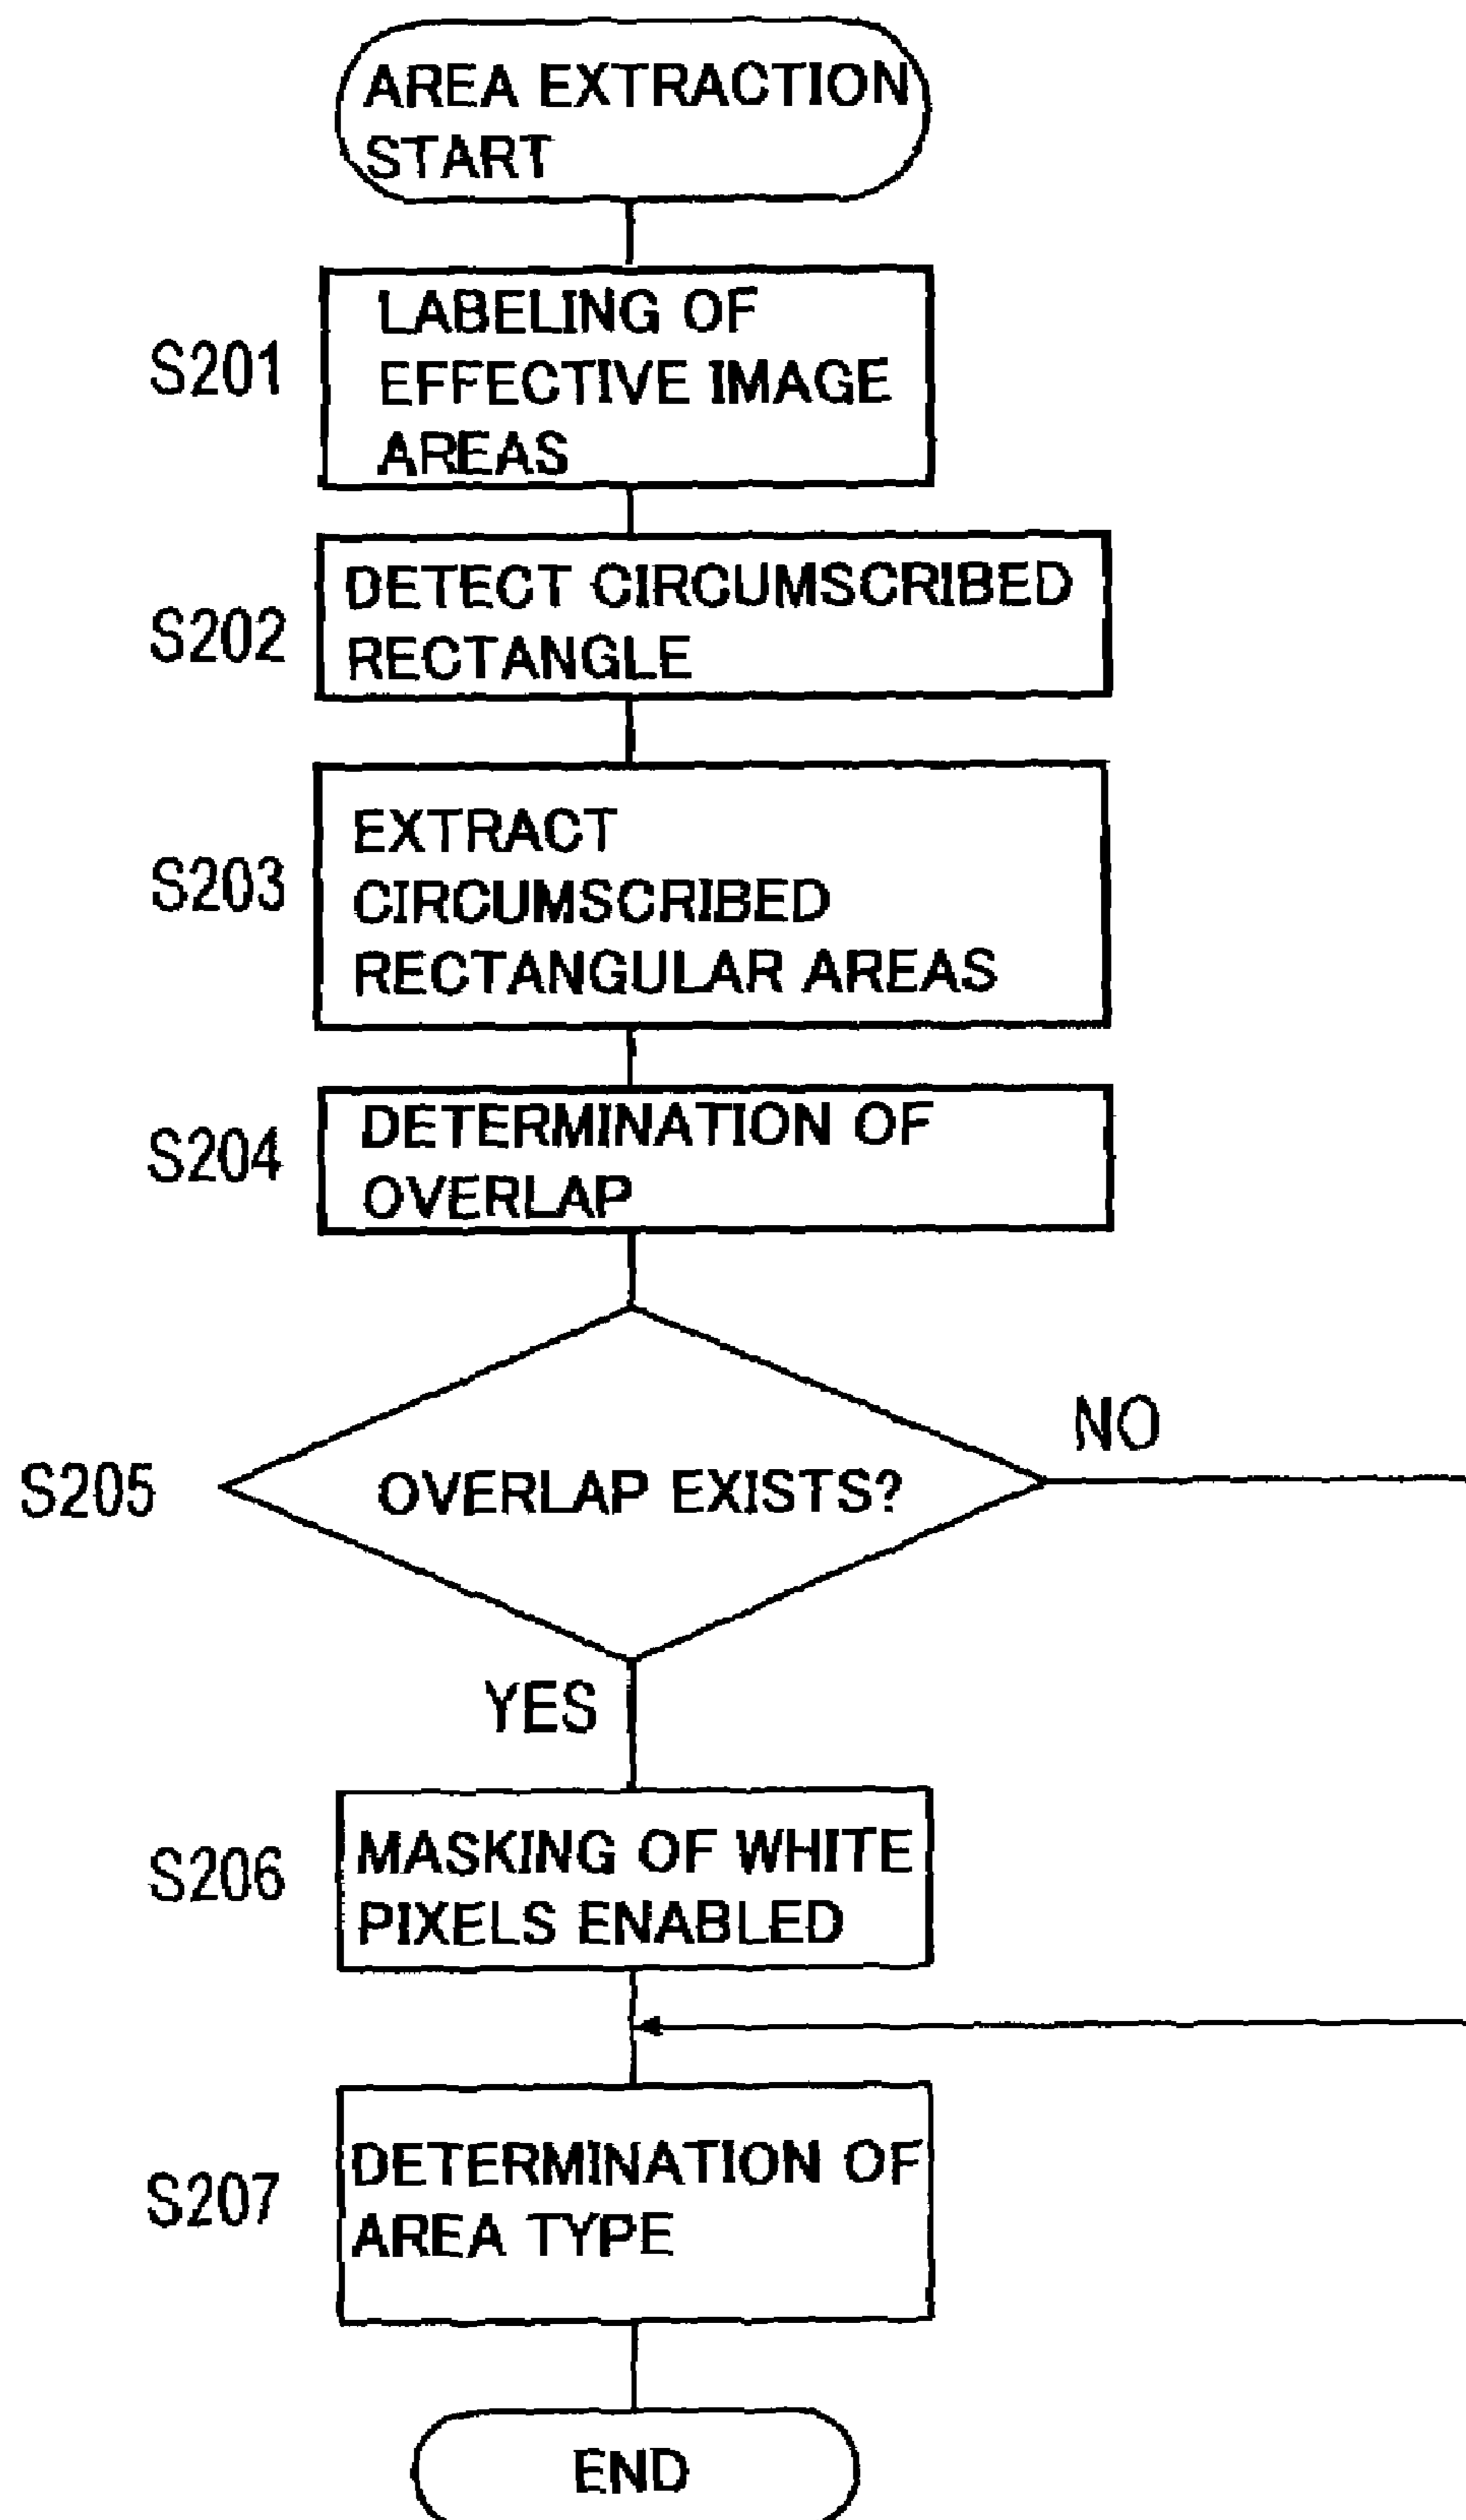 AREA EXTRACTION
START
S201
LABELING OF
EFFECTIVE IMAGE
AREAS
S202
DETECT CIRCUMSCRIBED
RECTANGLE
S203
EXTRACT
CIRCUMSCRIBED
RECTANGULAR AREAS
S204
DETERMINATION OF
OVERLAP
S205
OVERLAP EXISTS?
NO
YES
S206
MASKING OF WHITE
PIXELS ENABLED
S207
DETERMINATION OF
AREA TYPE
END